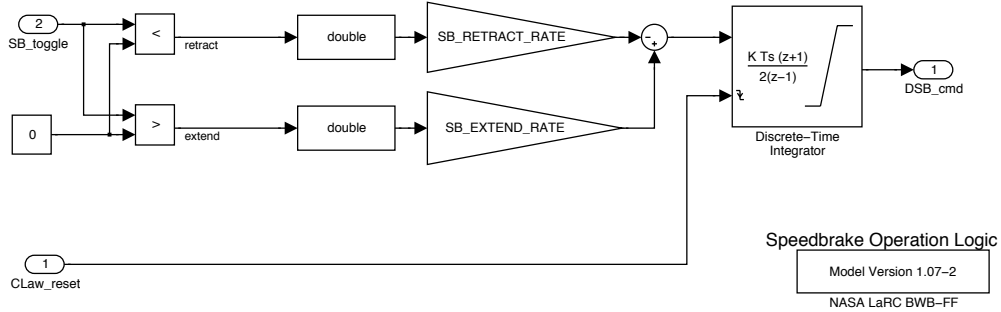 2
SB_toggle
<
retract
double
SB_RETRACT_RATE
-
+
K Ts (z+1)
2(z−1)
1
DSB_cmd
0
>
extend
double
SB_EXTEND_RATE
Discrete−Time
Integrator
1
CLaw_reset
Speedbrake Operation Logic
Model Version 1.07−2
NASA LaRC BWB−FF